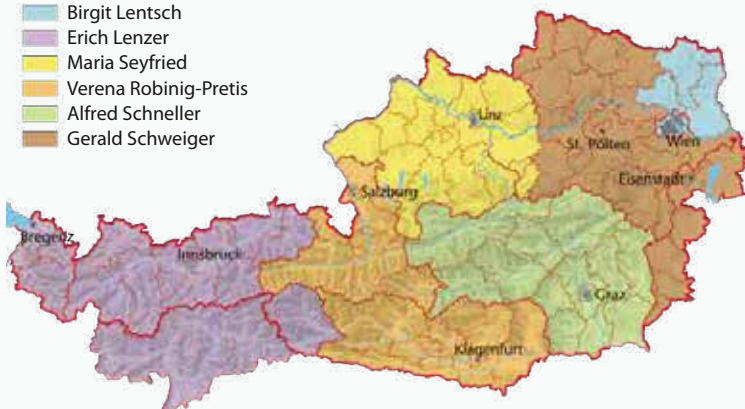 Birgit Lentsch
Erich Lenzer
Maria Seyfried
Verena Robinig-Pretis
Alfred Schneller
Gerald Schweiger
Linz
St. Pölten
Wien
Eisenstadt
Salzburg
Bregenz
Innsbruck
Graz
Klagenfurt